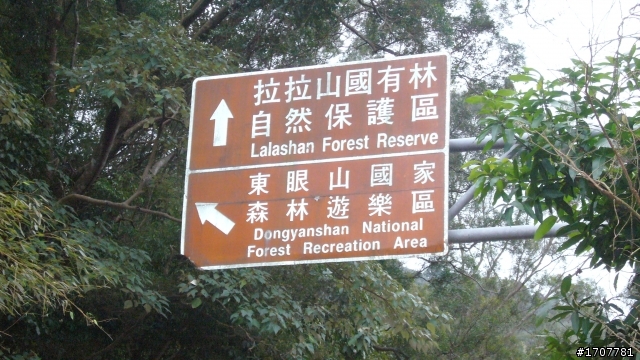 拉拉山國有林
自然保護區
Lalashan Forest Reserve
東眼山國家
森林遊樂區
Dongyanshan National
Forest Recreation Area
#1707781